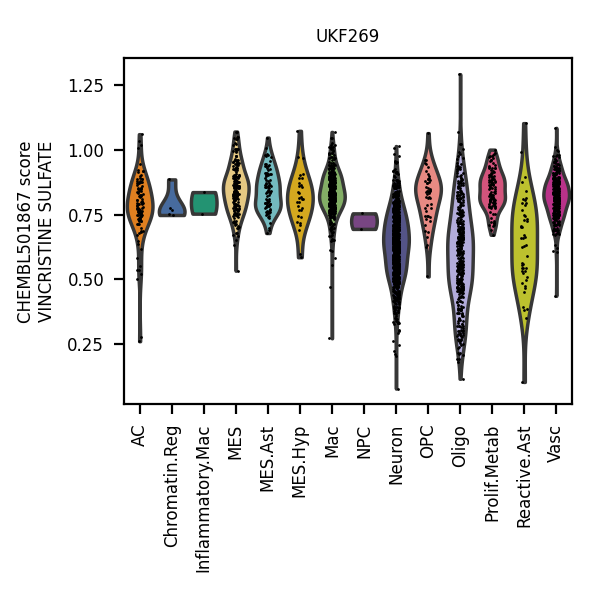 UKF269
CHEMBL501867 score
VINCRISTINE SULFATE
1.25
1.00
0.75
0.50
0.25
AC
Chromatin.Reg
Inflammatory.Mac
MES
MES.Ast
MES.Hyp
Mac
NPC
Neuron
OPC
Oligo
Prolif.Metab
Reactive.Ast
Vasc